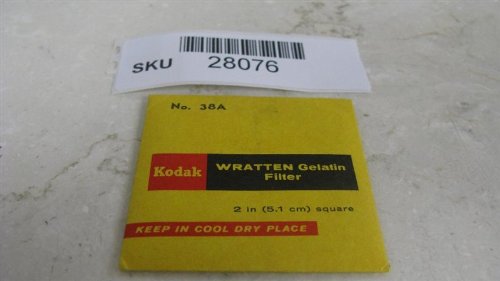 SKU 28076
No. 38A
Kodak WRATTEN Gelatin
Filter
2 in (5.1 cm) square
KEEP IN COOL DRY PLACE